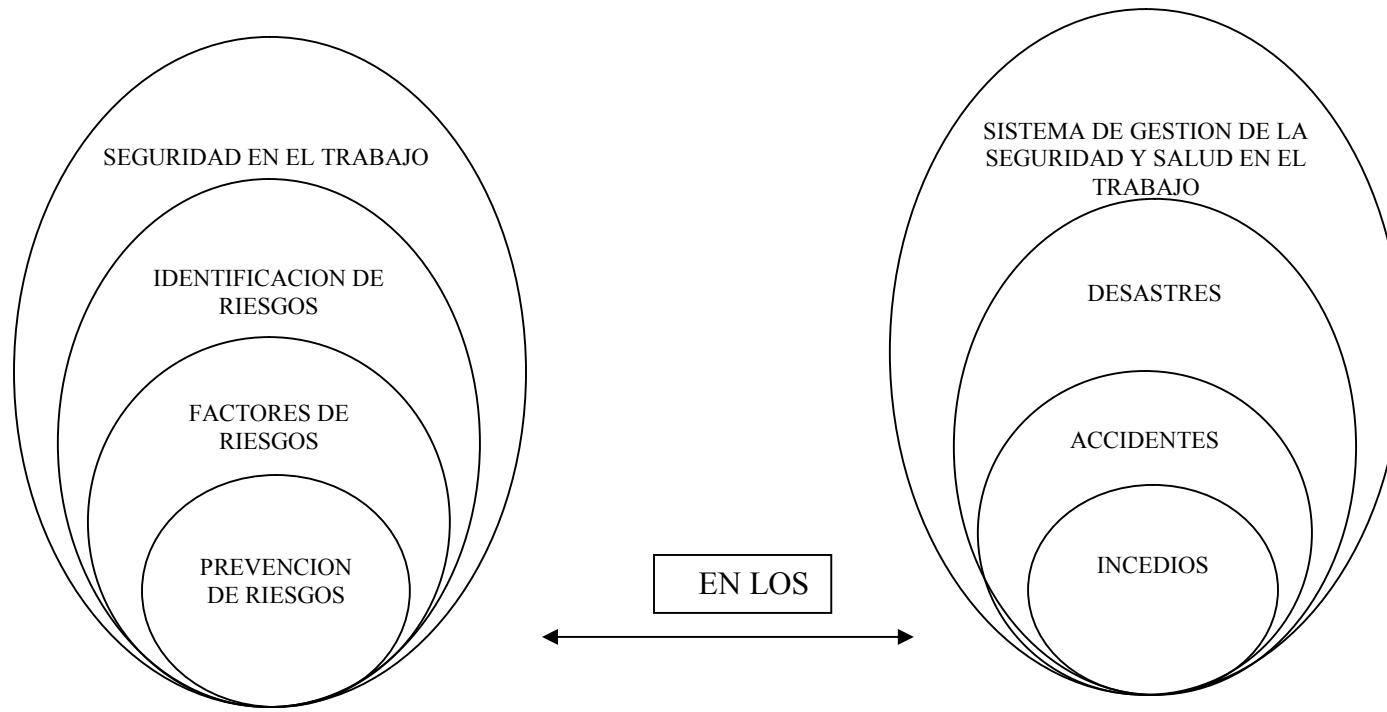 SEGURIDAD EN EL TRABAJO
IDENTIFICACION DE
RIESGOS
FACTORES DE
RIESGOS
PREVENCION
DE RIESGOS
EN LOS
SISTEMA DE GESTION DE LA
SEGURIDAD Y SALUD EN EL
TRABAJO
DESASTRES
ACCIDENTES
INCEDIOS